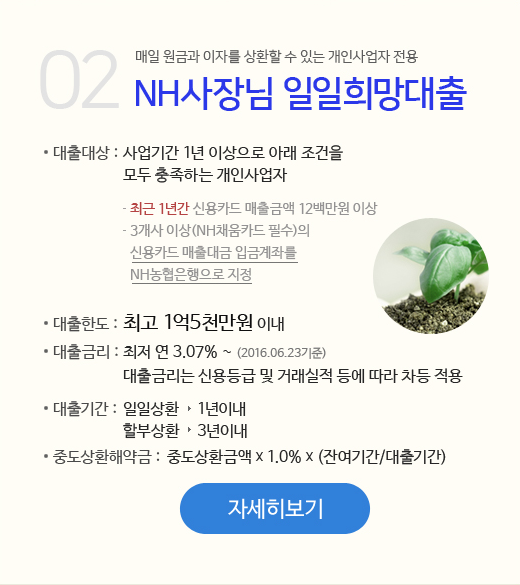 02
매일 원금과 이자를 상환할 수 있는 개인사업자 전용
NH사장님 일일희망대출
• 대출대상 : 사업기간 1년 이상으로 아래 조건을
모두 충족하는 개인사업자
- 최근 1년간 신용카드 매출금액 12백만원 이상
- 3개사 이상(NH채움카드 필수)의
신용카드 매출대금 입금계좌를
NH농협은행으로 지정
• 대출한도 : 최고 1억5천만원 이내
• 대출금리 : 최저 연 3.07% ~ (2016.06.23기준)
대출금리는 신용등급 및 거래실적 등에 따라 차등 적용
• 대출기간 : 일일상환 ‣ 1년이내
할부상환 ‣ 3년이내
• 중도상환해약금 : 중도상환금액 x 1.0% x (잔여기간/대출기간)
자세히보기